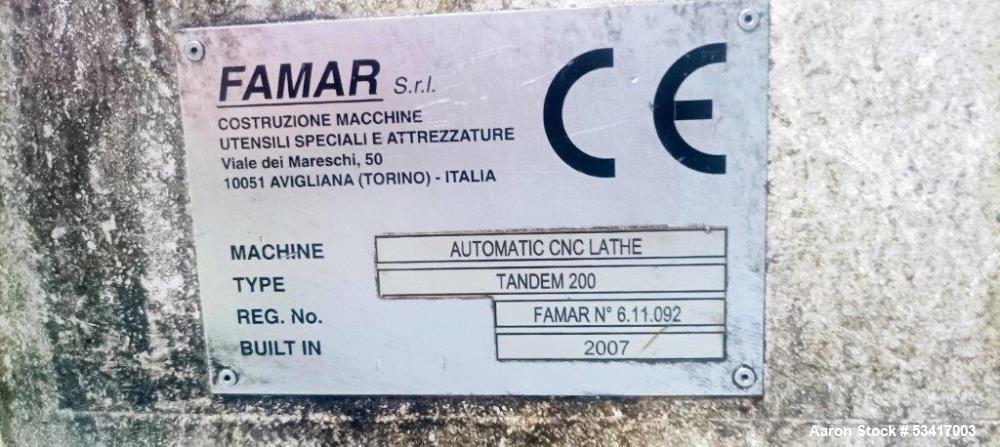 FAMAR S.r.l.
COSTRUZIONE MACCHINE
UTENSILI SPECIALI E ATTREZZATURE
Viale dei Mareschi, 50
10051 AVIGLIANA (TORINO) - ITALIA
CE
MACHINE AUTOMATIC CNC LATHE
TYPE TANDEM 200
REG. No. FAMAR N° 6.11.092
BUILT IN 2007
Aaron Stock # 53417003